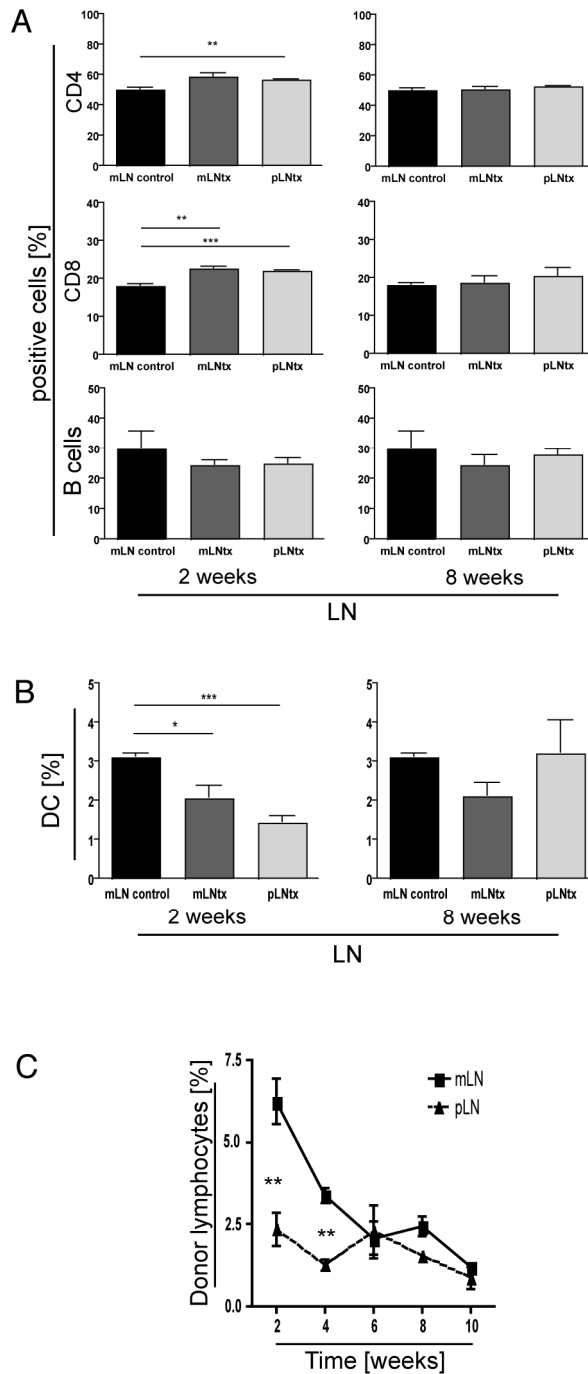 A
positive cells [%]
CD4
100
80
60
40
20
0
**
mLN control mLNtx pLNtx
100
80
60
40
20
0
mLN control mLNtx pLNtx
CD8
40
30
20
10
0
**
***
mLN control mLNtx pLNtx
40
30
20
10
0
mLN control mLNtx pLNtx
B cells
50
40
30
20
10
0
mLN control mLNtx pLNtx
50
40
30
20
10
0
mLN control mLNtx pLNtx
2 weeks 8 weeks
LN
B
DC [%]
5
4
3
2
1
0
***
*
mLN control mLNtx pLNtx
5
4
3
2
1
0
mLN control mLNtx pLNtx
2 weeks 8 weeks
LN
C
Donor lymphocytes [%]
7.5
5.0
2.5
0.0
mLN
pLN
**
**
2 4 6 8 10
Time [weeks]